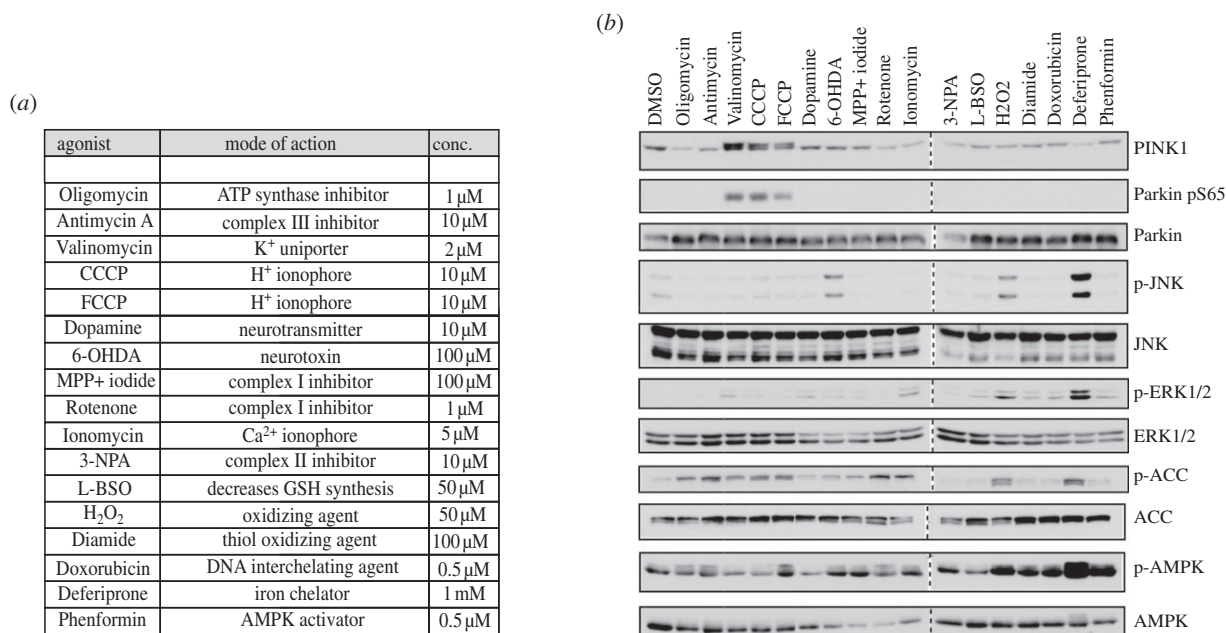 (a)
agonist mode of action conc.
Oligomycin ATP synthase inhibitor 1 µM
Antimycin A complex III inhibitor 10 µM
Valinomycin K⁺ uniporter 2 µM
CCCP H⁺ ionophore 10 µM
FCCP H⁺ ionophore 10 µM
Dopamine neurotransmitter 10 µM
6-OHDA neurotoxin 100 µM
MPP+ iodide complex I inhibitor 100 µM
Rotenone complex I inhibitor 1 µM
Ionomycin Ca²⁺ ionophore 5 µM
3-NPA complex II inhibitor 10 µM
L-BSO decreases GSH synthesis 50 µM
H₂O₂ oxidizing agent 50 µM
Diamide thiol oxidizing agent 100 µM
Doxorubicin DNA interchelating agent 0.5 µM
Deferiprone iron chelator 1 mM
Phenformin AMPK activator 0.5 µM
(b)
DMSO
Oligomycin
Antimycin
Valinomycin
CCCP
FCCP
Dopamine
6-OHDA
MPP+ iodide
Rotenone
Ionomycin
3-NPA
L-BSO
H2O2
Diamide
Doxorubicin
Deferiprone
Phenformin
PINK1
Parkin pS65
Parkin
p-JNK
JNK
p-ERK1/2
ERK1/2
p-ACC
ACC
p-AMPK
AMPK